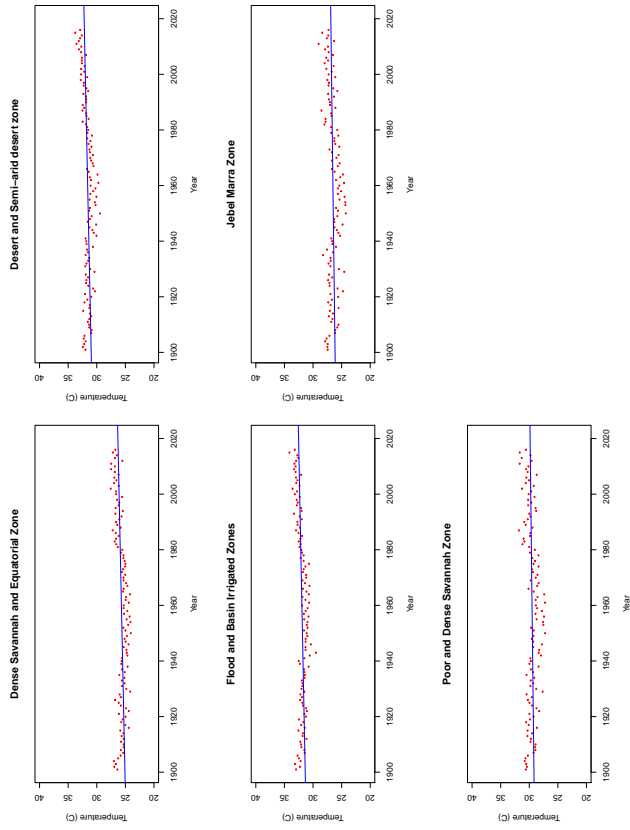 Dense Savannah and Equatorial Zone
40
35
30
25
20
Temperature (C)
1900 1920 1940 1960 1980 2000 2020
Year
Desert and Semi–arid desert zone
40
35
30
25
20
Temperature (C)
1900 1920 1940 1960 1980 2000 2020
Year
Flood and Basin Irrigated Zones
40
35
30
25
20
Temperature (C)
1900 1920 1940 1960 1980 2000 2020
Year
Jebel Marra Zone
40
35
30
25
20
Temperature (C)
1900 1920 1940 1960 1980 2000 2020
Year
Poor and Dense Savannah Zone
40
35
30
25
20
Temperature (C)
1900 1920 1940 1960 1980 2000 2020
Year